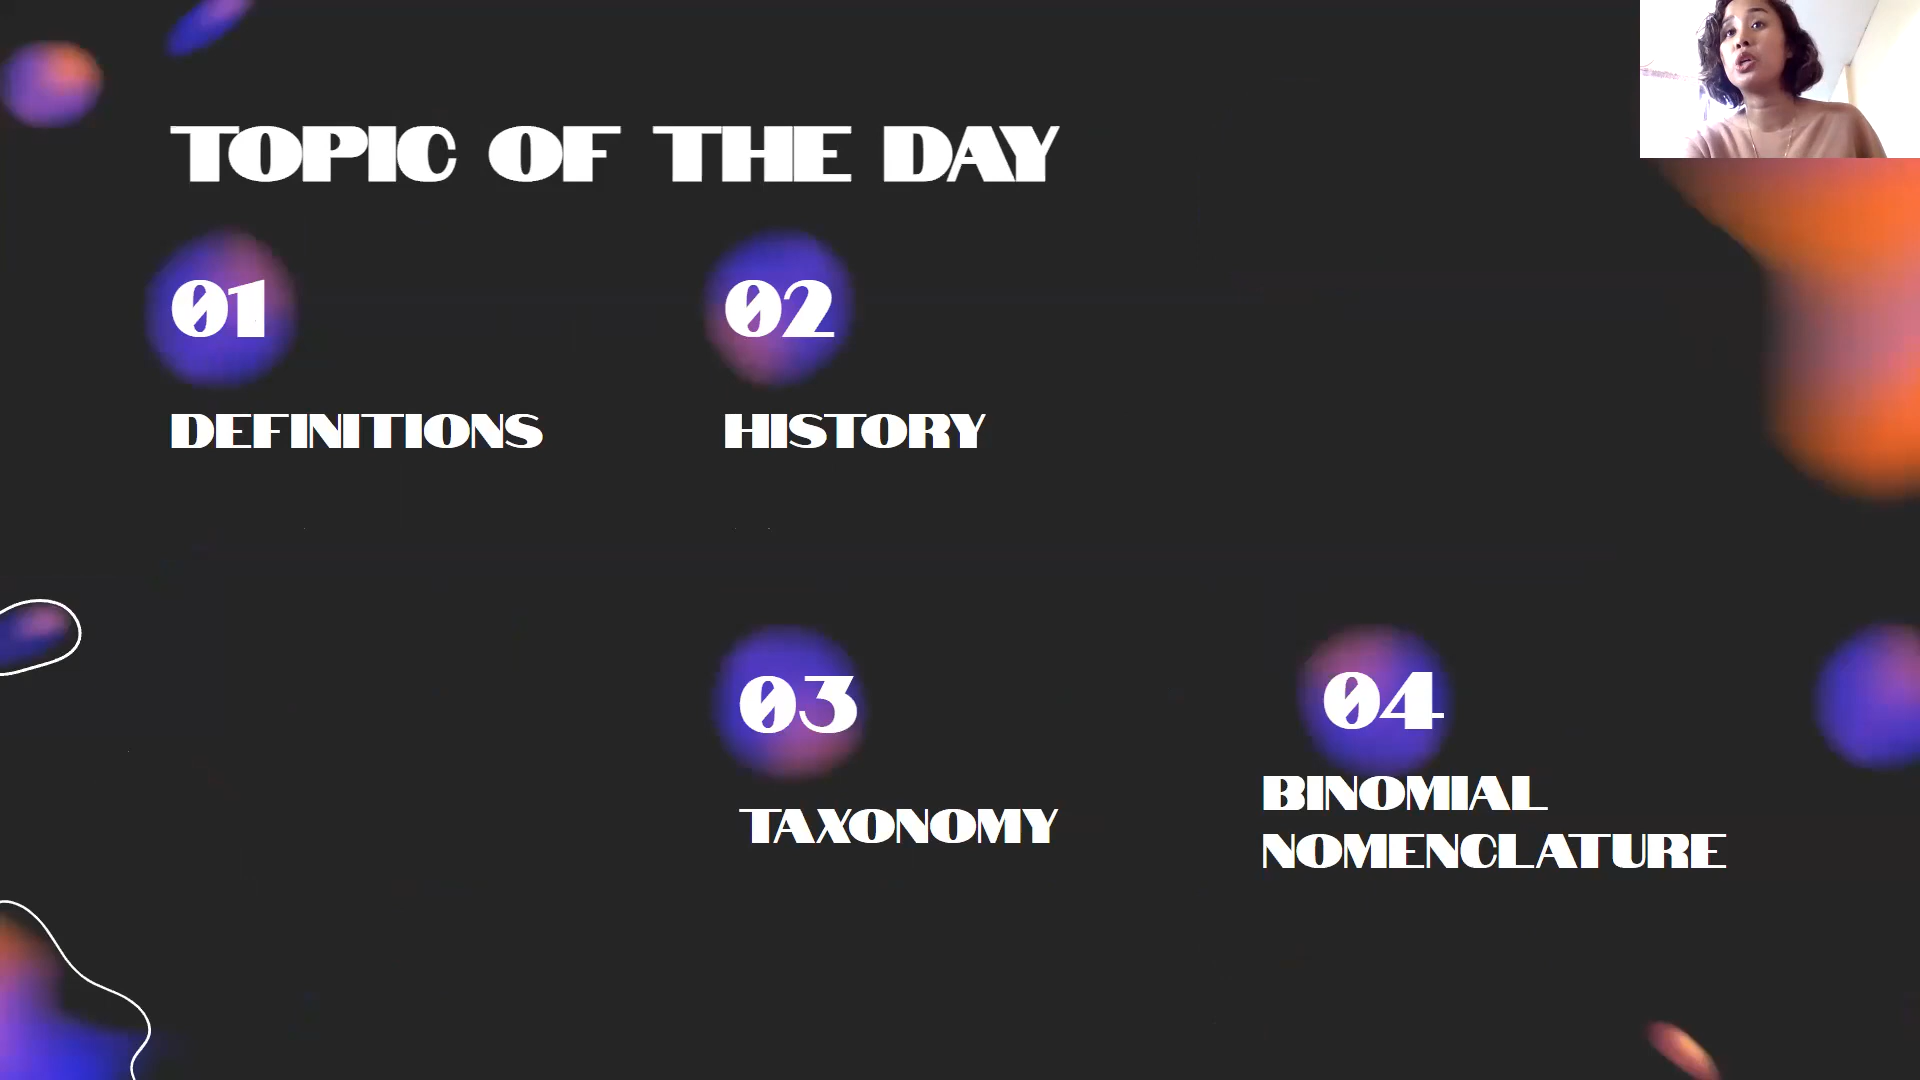 TOPIC OF THE DAY
01
DEFINITIONS
02
HISTORY
03
TAXONOMY
04
BINOMIAL
NOMENCLATURE